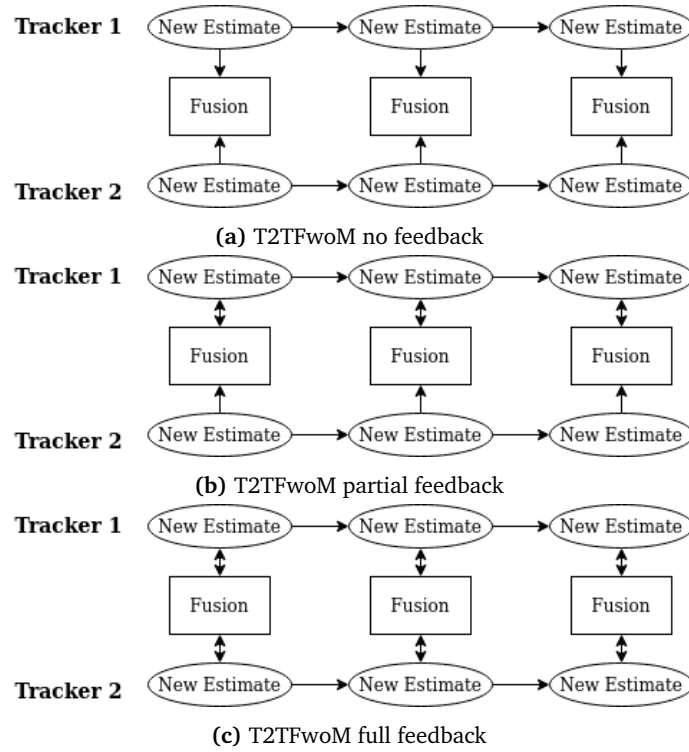 Tracker 1 New Estimate New Estimate New Estimate
Fusion Fusion Fusion
Tracker 2 New Estimate New Estimate New Estimate
(a) T2TFwoM no feedback
Tracker 1 New Estimate New Estimate New Estimate
Fusion Fusion Fusion
Tracker 2 New Estimate New Estimate New Estimate
(b) T2TFwoM partial feedback
Tracker 1 New Estimate New Estimate New Estimate
Fusion Fusion Fusion
Tracker 2 New Estimate New Estimate New Estimate
(c) T2TFwoM full feedback